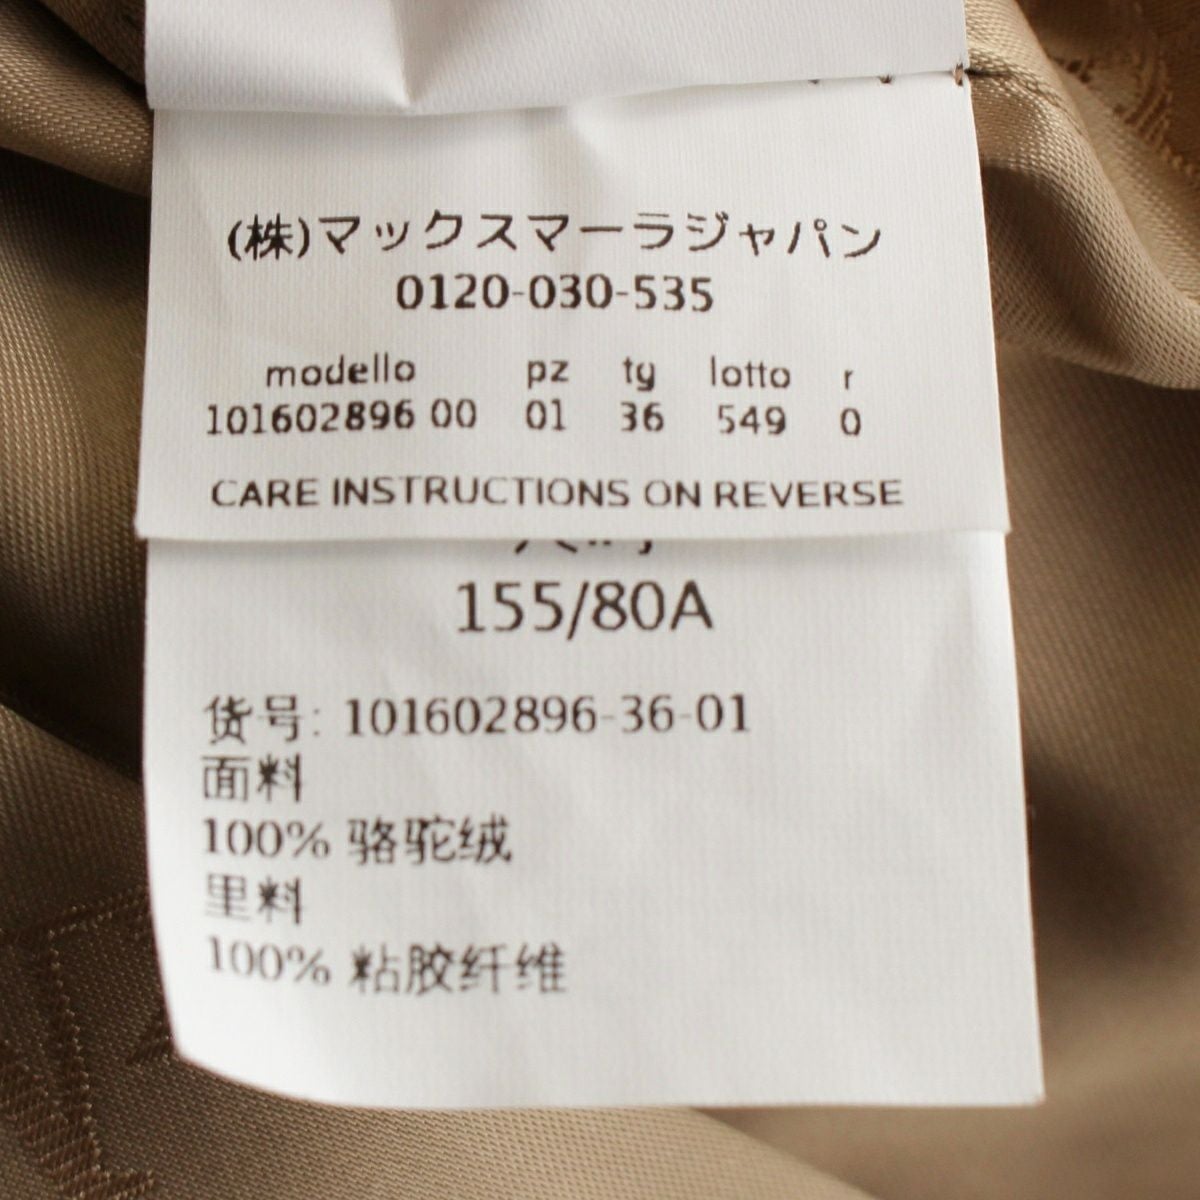 (株)マックスマーラジャパン
0120-030-535
modello pz ty lotto r
101602896 00 01 36 549 0
CARE INSTRUCTIONS ON REVERSE
155/80A
货号: 101602896-36-01
面料
100% 骆驼绒
里料
100% 粘胶纤维